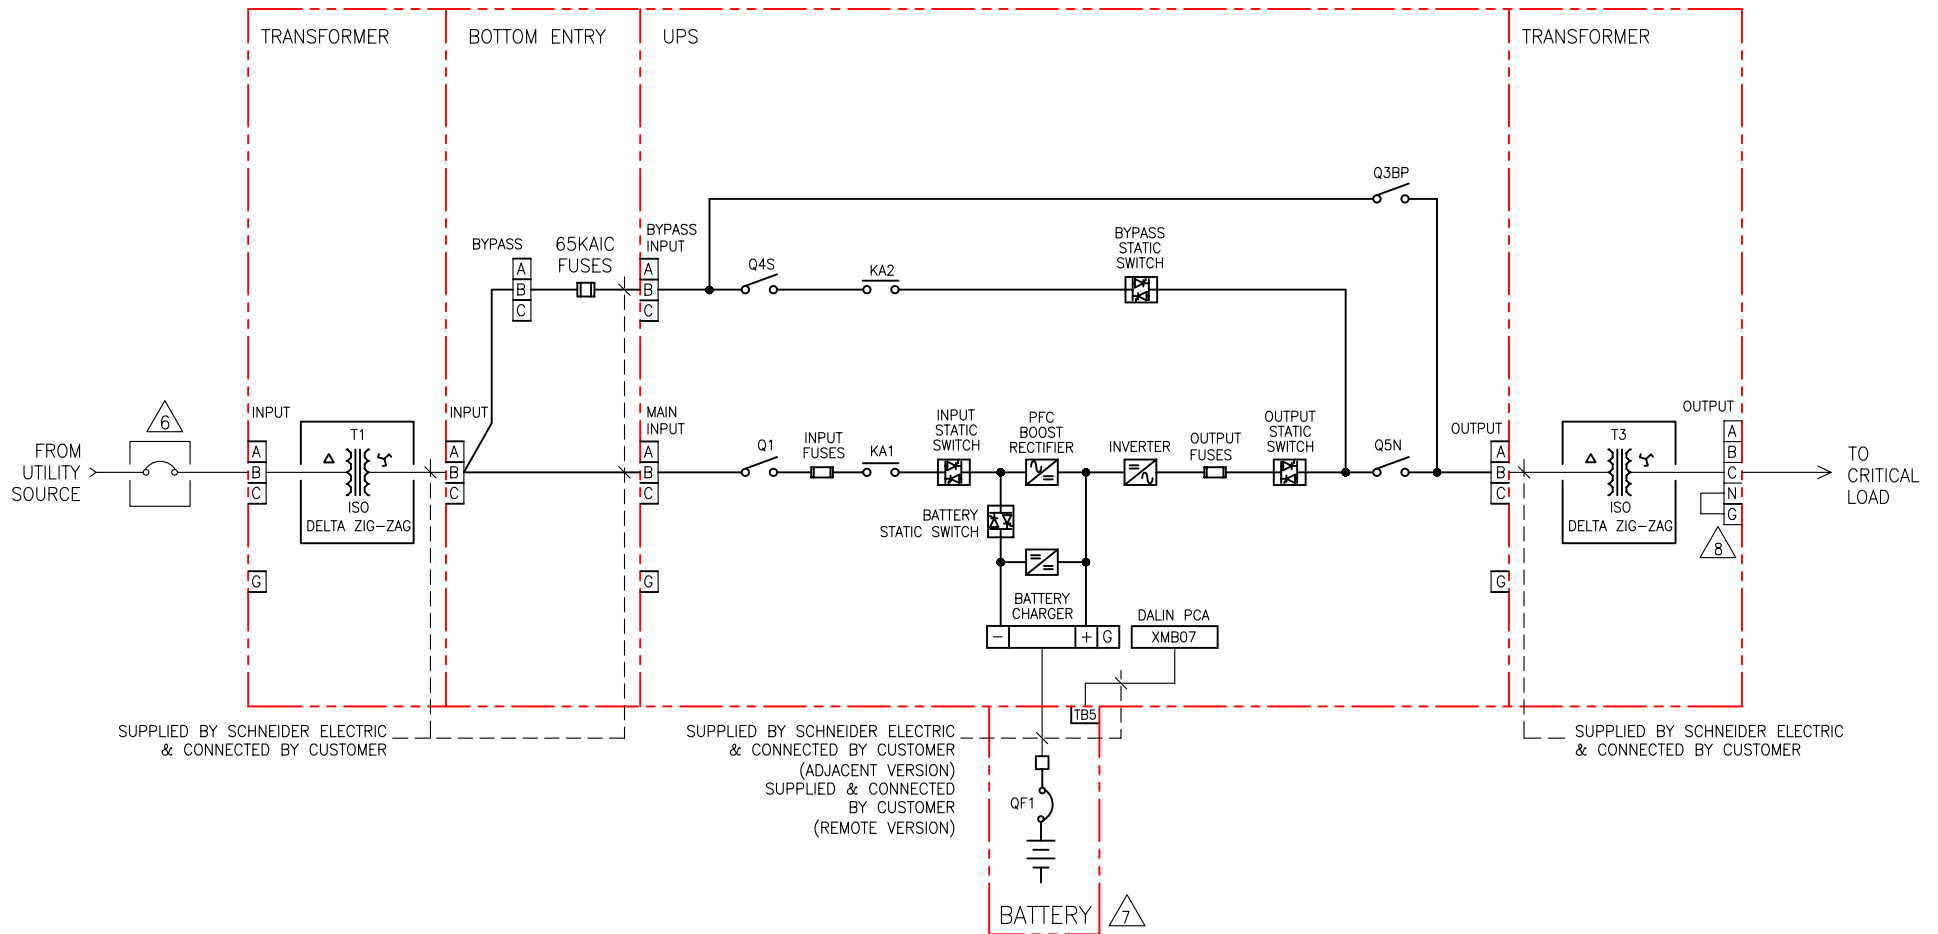 TRANSFORMER
BOTTOM ENTRY
UPS
TRANSFORMER
Q3BP
BYPASS
65KAIC
FUSES
BYPASS
INPUT
A
B
C
A
B
C
Q4S
KA2
BYPASS
STATIC
SWITCH
6
FROM
UTILITY
SOURCE
INPUT
A
B
C
G
T1
ISO
DELTA ZIG-ZAG
INPUT
A
B
C
MAIN
INPUT
A
B
C
G
Q1
INPUT
FUSES
KA1
INPUT
STATIC
SWITCH
PFC
BOOST
RECTIFIER
INVERTER
OUTPUT
FUSES
OUTPUT
STATIC
SWITCH
Q5N
OUTPUT
A
B
C
G
T3
ISO
DELTA ZIG-ZAG
OUTPUT
A
B
C
N
G
8
TO
CRITICAL
LOAD
BATTERY
STATIC SWITCH
BATTERY
CHARGER
- + G
DALIN PCA
XMB07
TB5
SUPPLIED BY SCHNEIDER ELECTRIC
& CONNECTED BY CUSTOMER
SUPPLIED BY SCHNEIDER ELECTRIC
& CONNECTED BY CUSTOMER
(ADJACENT VERSION)
SUPPLIED & CONNECTED
BY CUSTOMER
(REMOTE VERSION)
SUPPLIED BY SCHNEIDER ELECTRIC
& CONNECTED BY CUSTOMER
QF1
BATTERY
7